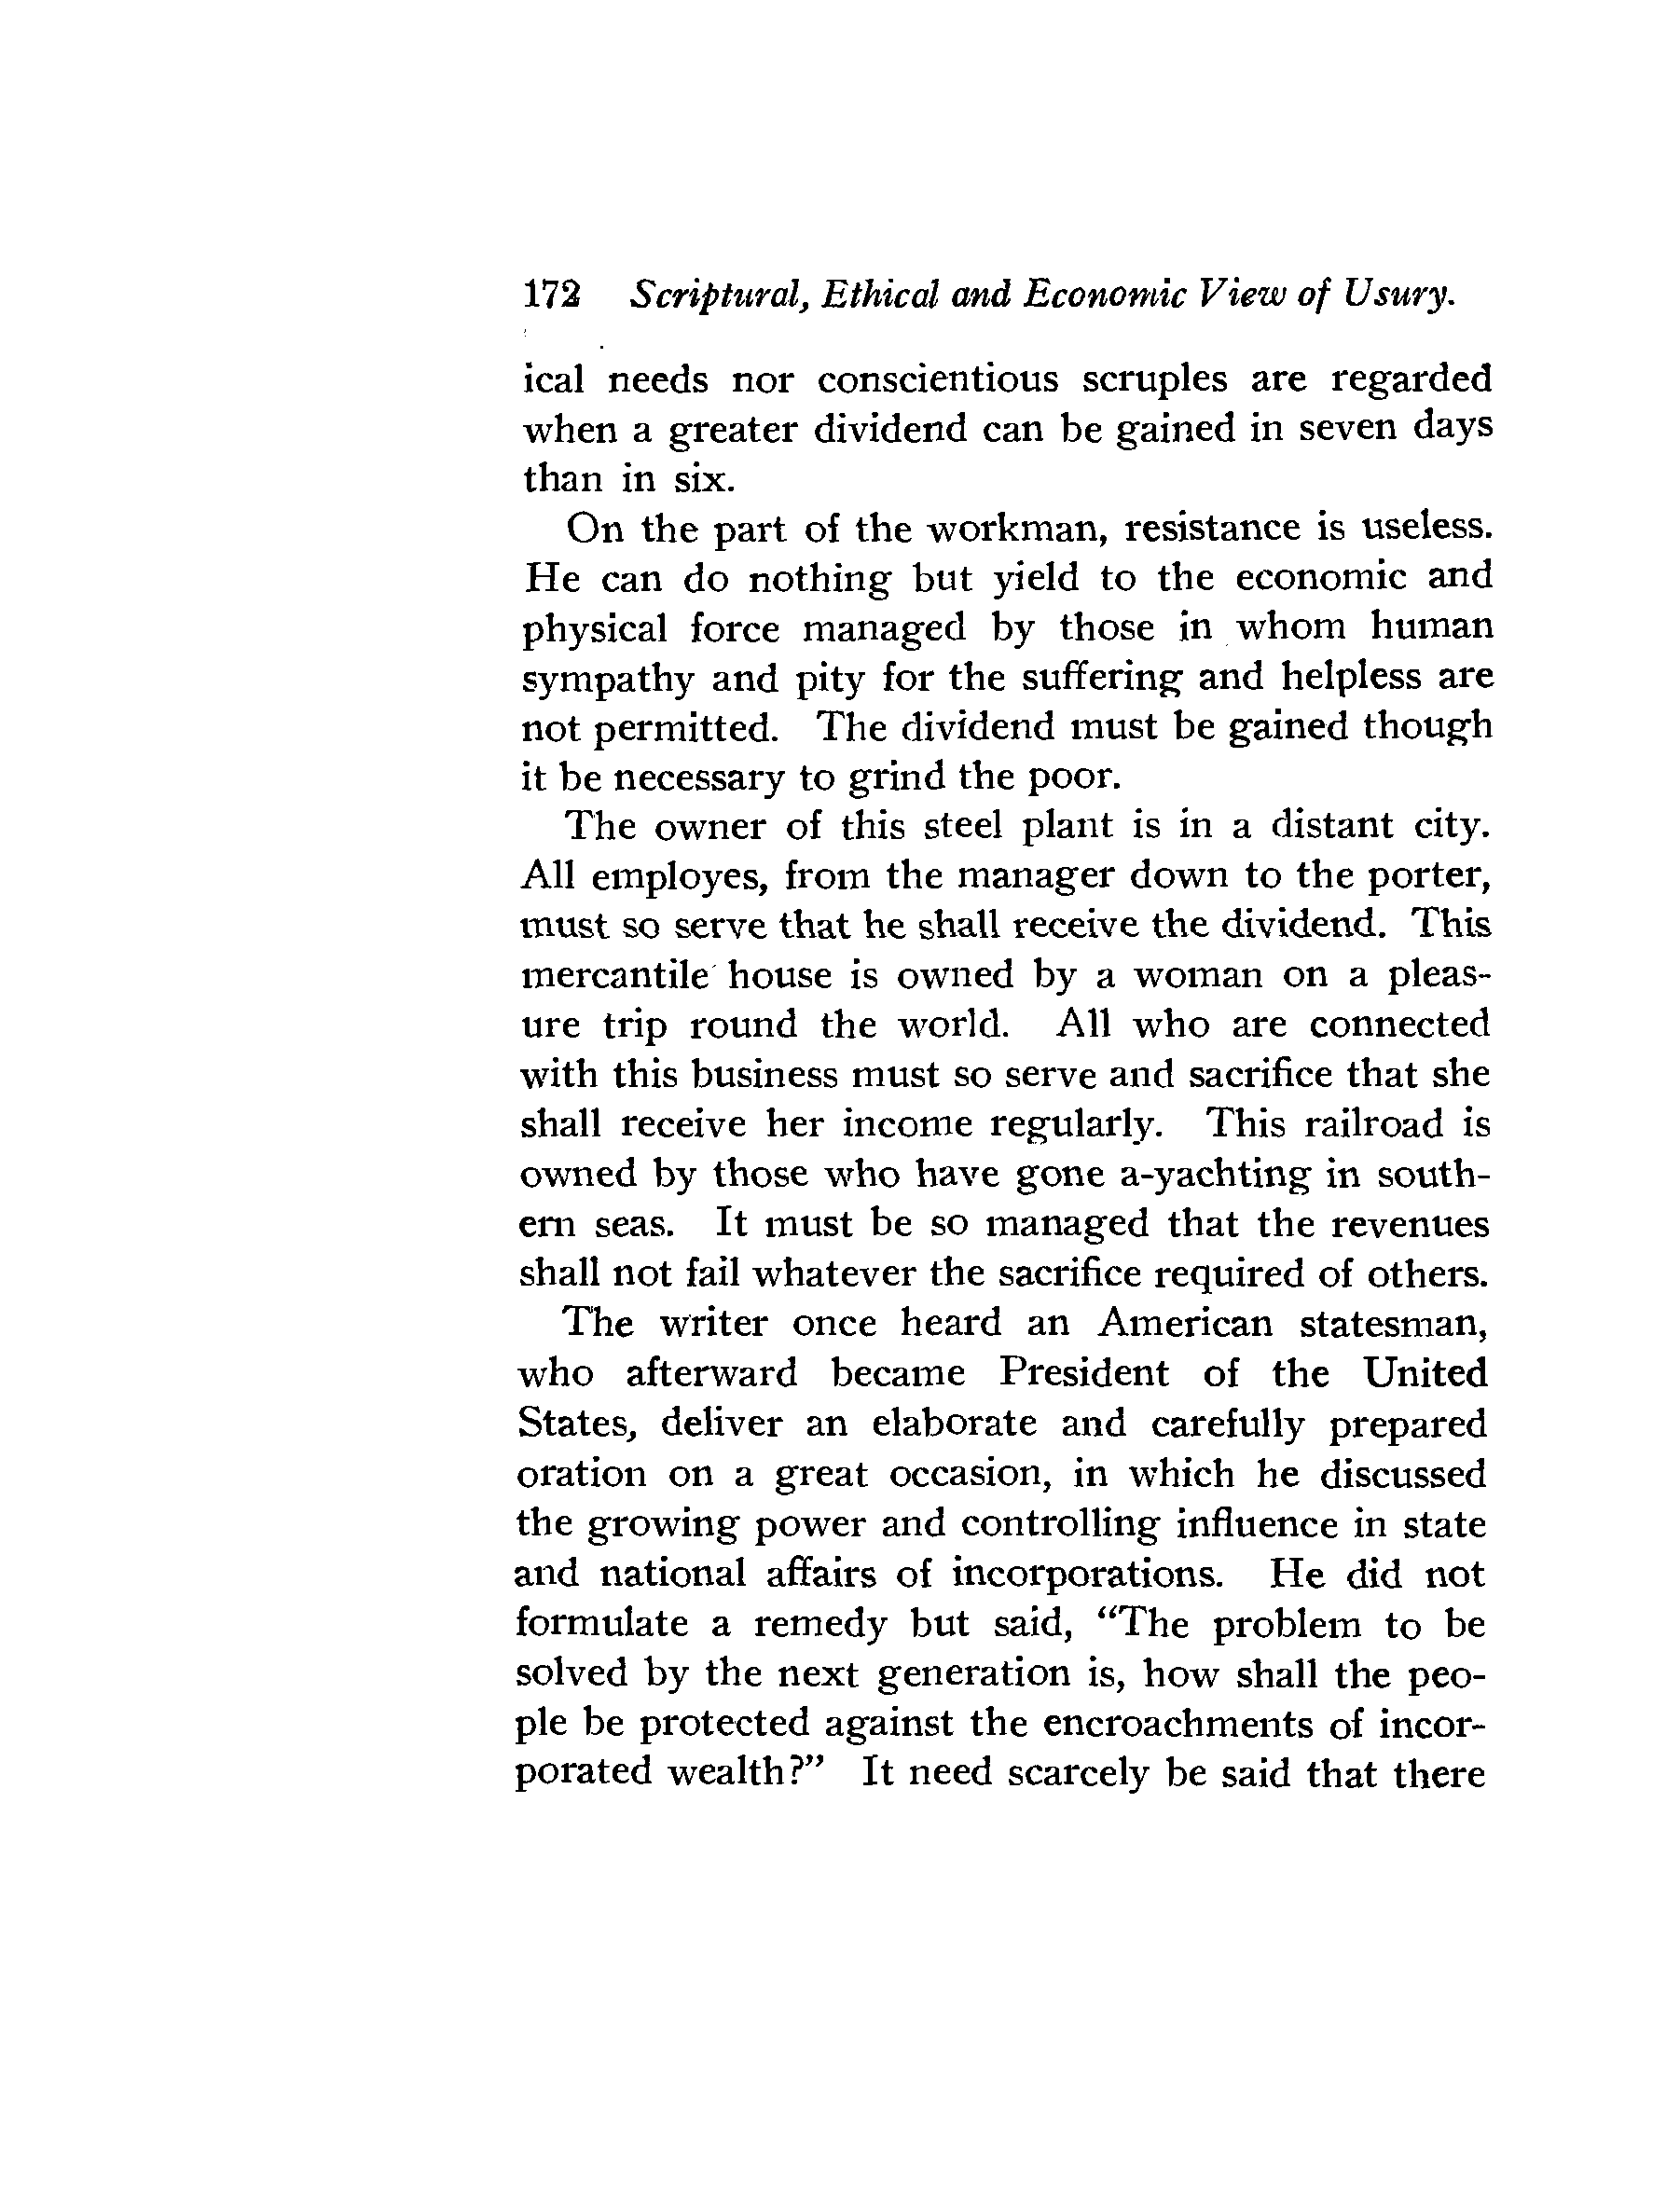 172 Scriptural, Ethical and Economic View of Usury.
ical needs nor conscientious scruples are regarded
when a greater dividend can be gained in seven days
than in six.
On the part of the workman, resistance is useless.
He can do nothing but yield to the economic and
physical force managed by those in whom human
sympathy and pity for the suffering and helpless are
not permitted. The dividend must be gained though
it be necessary to grind the poor.
The owner of this steel plant is in a distant city.
All employes, from the manager down to the porter,
must so serve that he shall receive the dividend. This
mercantile house is owned by a woman on a pleas-
ure trip round the world. All who are connected
with this business must so serve and sacrifice that she
shall receive her income regularly. This railroad is
owned by those who have gone a-yachting in south-
ern seas. It must be so managed that the revenues
shall not fail whatever the sacrifice required of others.
The writer once heard an American statesman,
who afterward became President of the United
States, deliver an elaborate and carefully prepared
oration on a great occasion, in which he discussed
the growing power and controlling influence in state
and national affairs of incorporations. He did not
formulate a remedy but said, “The problem to be
solved by the next generation is, how shall the peo-
ple be protected against the encroachments of incor-
porated wealth?” It need scarcely be said that there